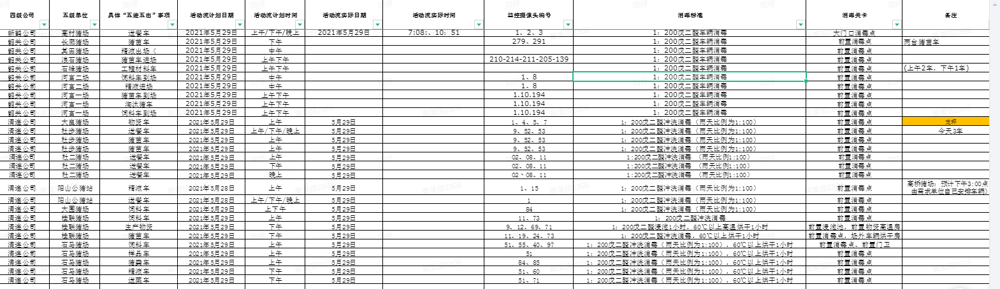 四级公司 五级单位 具体“五进五出”事项 活动流计划日期 活动流计划时间 活动流实际日期 活动流实际时间 监控摄像头编号 消毒标准 消毒关卡 备注
新鹤公司 高村猪场 送餐车 2021年5月29日 上午/下午/晚上 2021年5月29日 7:08:、10：51 1、2、3 1：200戊二醛车辆消毒 大门口消毒点
韶关公司 长廊猪场 猪苗车 2021年5月29日 下午 279、291 1：200戊二醛车辆消毒 前置消毒点 两台猪苗车
韶关公司 其田猪场 精液出场（ 2021年5月29日 中午 1：200戊二醛车辆消毒 前置消毒点
韶关公司 浪石猪场 猪苗车进场 2021年5月29日 上午下午 210-214-211-205-139 1：200戊二醛车辆消毒 前置消毒点
韶关公司 石峰猪场 工程材料车 2021年5月29日 上午下午 1：200戊二醛车辆消毒 前置消毒点 (上午2车，下午1车)
韶关公司 河富二场 饲料车到场 2021年5月29日 中午 1、8 1：200戊二醛车辆消毒 前置消毒点
韶关公司 河富二场 精液进场 2021年5月29日 中午 1、8 1：200戊二醛车辆消毒 前置消毒点
韶关公司 河富一场 猪苗车到场 2021年5月29日 上午下午 1.10.194 1：200戊二醛车辆消毒 前置消毒点
韶关公司 河富一场 淘汰猪车 2021年5月29日 上午下午 1.10.194 1：200戊二醛车辆消毒 前置消毒点
韶关公司 河富一场 饲料车到场 2021年5月29日 上午下午 1.10.194 1：200戊二醛车辆消毒 前置消毒点
清连公司 大崀猪场 物资车 2021年5月29日 上午 5月29日 1、4、5、7 1：200戊二醛冲洗消毒（雨天比例为1:100） 前置消毒点 龙坪
清连公司 杜步猪场 送餐车 2021年5月29日 上午/下午/晚上 5月29日 9、52、53 1：200戊二醛冲洗消毒（雨天比例为1:100） 前置消毒点 今天3车
清连公司 杜步猪场 猪苗车 2021年5月29日 上午 5月29日 9、52、53 1：200戊二醛冲洗消毒（雨天比例为1:100） 前置消毒点
清连公司 杜步猪场 猪苗车 2021年5月29日 上午 5月29日 9、52、53 1：200戊二醛冲洗消毒（雨天比例为1:100） 前置消毒点
清连公司 杜二猪场 送餐车 2021年5月29日 上午 5月29日 02、08、11 1:200戊二醛冲洗消毒 （雨天比例1:100） 前置消毒点
清连公司 杜二猪场 送餐车 2021年5月29日 下午 5月29日 02、08、11 1:200戊二醛冲洗消毒 （雨天比例1:100） 前置消毒点
清连公司 杜二猪场 送餐车 2021年5月29日 晚上 5月29日 02丶08、11 1:200戊二醛冲洗消毒 （雨天比例1:100） 前置消毒点
清连公司 阳山公猪站 精液车 2021年5月28日 上午 5月29日 1、15 1：200戊二醛冲洗消毒（雨天比例为1:100） 前置消毒点 高桥猪场：预计下午3:00点
由需求单位自己安排车辆）
清连公司 阳山公猪站 送餐车 2021年5月28日 上午/下午/晚上 5月29日 1 1：200戊二醛冲洗消毒（雨天比例为1:100） 前置消毒点
清连公司 大围猪场 饲料车 2021年5月29日 上下午 5月29日 84 1：200戊二醛冲洗消毒（雨天比例为1:100） 前置消毒点
清连公司 桂联猪场 饲料车 2021年5月29日 上午 5月29日 11、73 1：200戊二醛冲洗消毒 前置消毒点
清连公司 桂联猪场 生产物资 2021年5月29日 下午 5月29日 9、12、69、71 1：200戊二醛浸泡1小时，60℃以上高温烘干1小时 前置浸泡池，前置物资高温房
清连公司 桂联猪场 猪苗车 2021年5月29日 下午 5月29日 11、19、24、73 1：200戊二醛冲洗消毒，60℃以上烘干1小时 前置消毒点，场外车辆烘干房
清连公司 石马猪场 饲料车 2021年5月29日 上午 5月29日 51、55、40、97 1：200戊二醛冲洗消毒（雨天比例为1:100），60℃以上烘干1小时 前置消毒点、前置门卫
清连公司 石马猪场 样品车 2021年5月29日 上午 5月29日 51 1：200戊二醛冲洗消毒（雨天比例为1:100），60℃以上烘干1小时 前置消毒点
清连公司 石马猪场 猪粪车 2021年5月29日 上午 5月29日 84、85 1：200戊二醛冲洗消毒（雨天比例为1:100），60℃以上烘干1小时 前置消毒点
清连公司 石马猪场 精液车 2021年5月29日 下午 5月29日 51、60 1：200戊二醛冲洗消毒（雨天比例为1:100），60℃以上烘干1小时 前置消毒点
清连公司 石马猪场 送菜车 2021年5月29日 下午 5月29日 51、71 1：200戊二醛冲洗消毒（雨天比例为1:100），60℃以上烘干1小时 前置消毒点